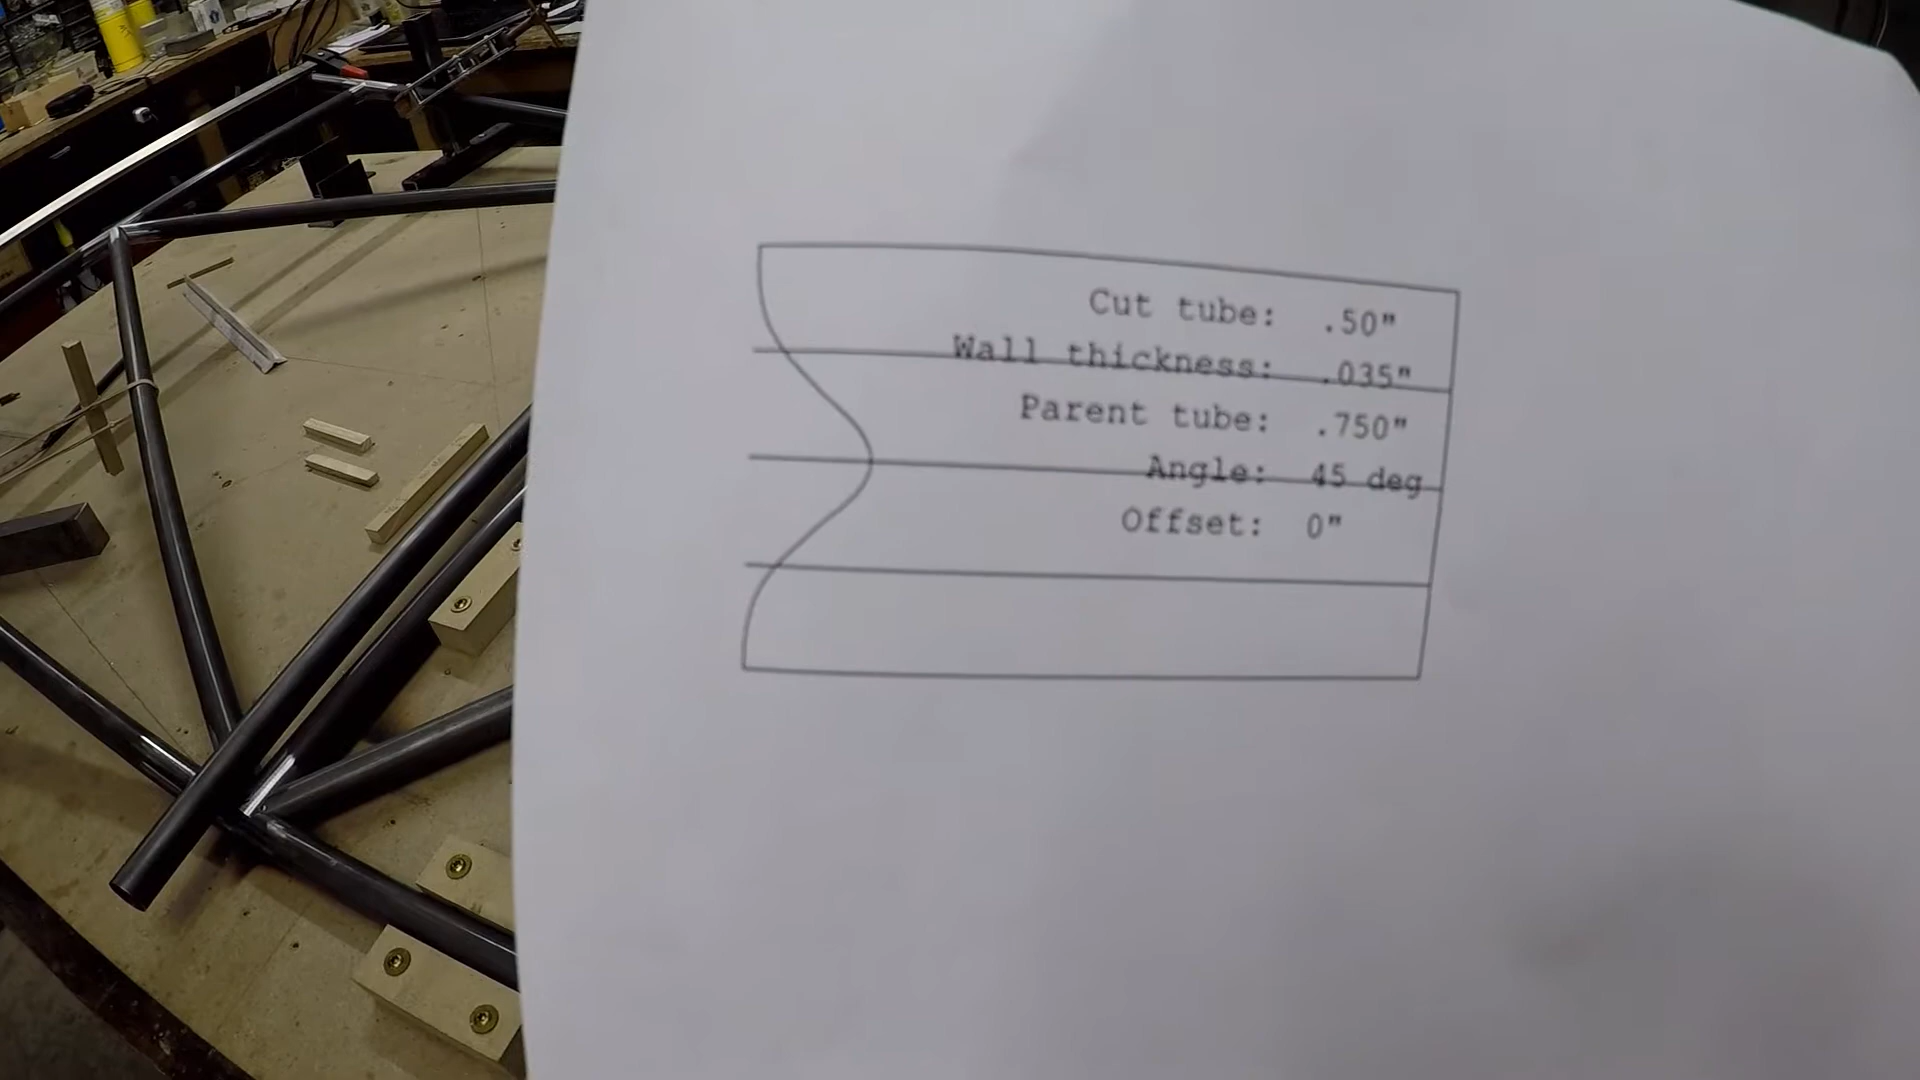 Cut tube: .50"
Wall thickness: .035"
Parent tube: .750"
Angle: 45 deg
Offset: 0"